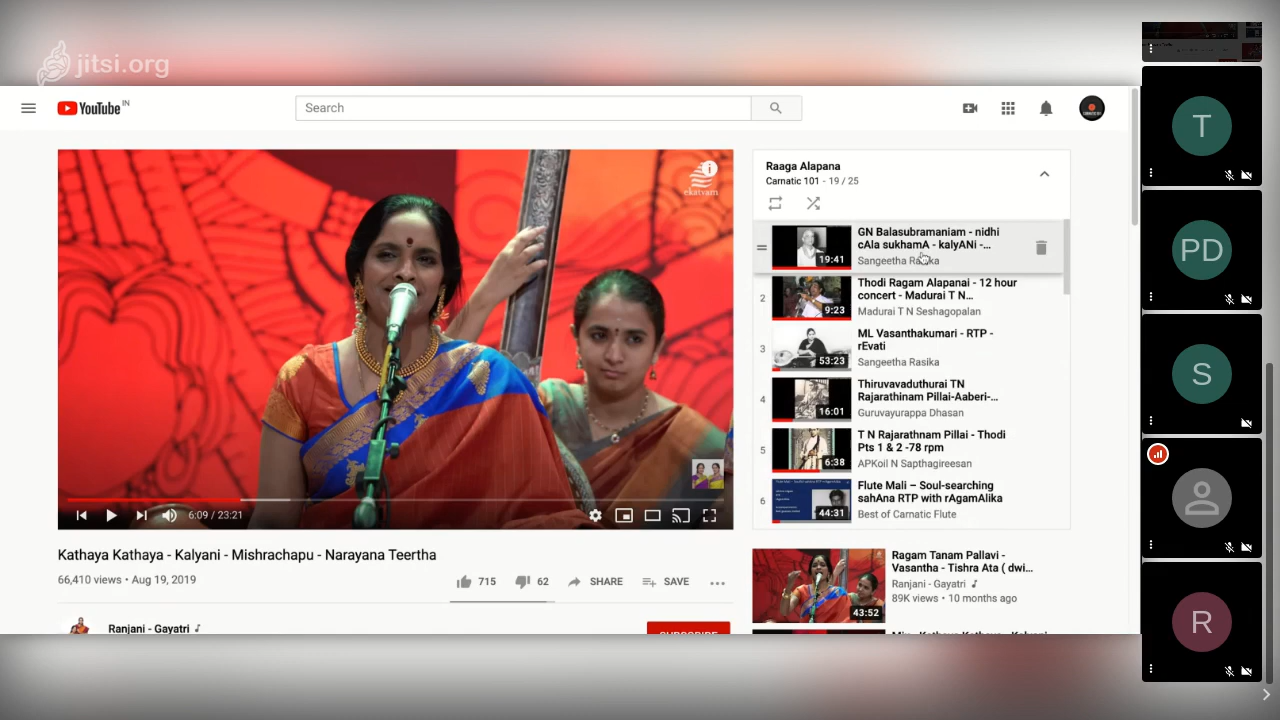 jitsi.org
YouTube IN
Search
ekatvam
6:09 / 23:21
Kathaya Kathaya - Kalyani - Mishrachapu - Narayana Teertha
66,410 views • Aug 19, 2019
715
62
SHARE
SAVE
Ranjani - Gayatri
SUBSCRIBE
Raaga Alapana
Carnatic 101 - 19 / 25
19:41
GN Balasubramaniam - nidhi
cAla sukhamA - kalyANi -...
Sangeetha Rasika
2
9:23
Thodi Ragam Alapanai - 12 hour
concert - Madurai T N...
Madurai T N Seshagopalan
3
53:23
ML Vasanthakumari - RTP -
rEvati
Sangeetha Rasika
4
16:01
Thiruvavaduthurai TN
Rajarathinam Pillai-Aaberi-...
Guruvayurappa Dhasan
5
6:38
T N Rajarathnam Pillai - Thodi
Pts 1 & 2 -78 rpm
APKoil N Sapthagireesan
6
44:31
Flute Mali – Soul-searching
sahAna RTP with rAgamAlika
Best of Carnatic Flute
43:52
Ragam Tanam Pallavi -
Vasantha - Tishra Ata ( dwi...
Ranjani - Gayatri
89K views • 10 months ago
T
PD
S
R